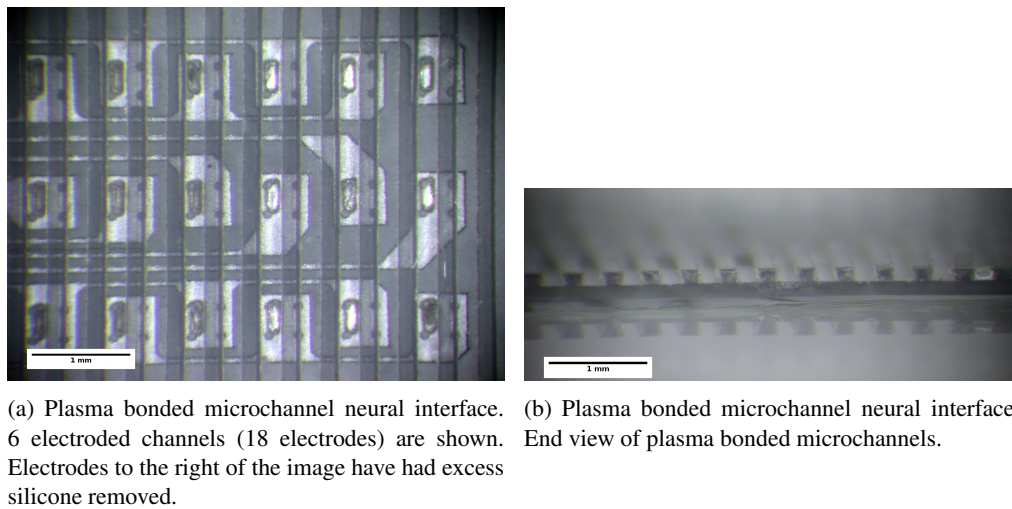 1 mm
1 mm
(a) Plasma bonded microchannel neural interface.
6 electroded channels (18 electrodes) are shown.
Electrodes to the right of the image have had excess
silicone removed.
(b) Plasma bonded microchannel neural interface
End view of plasma bonded microchannels.